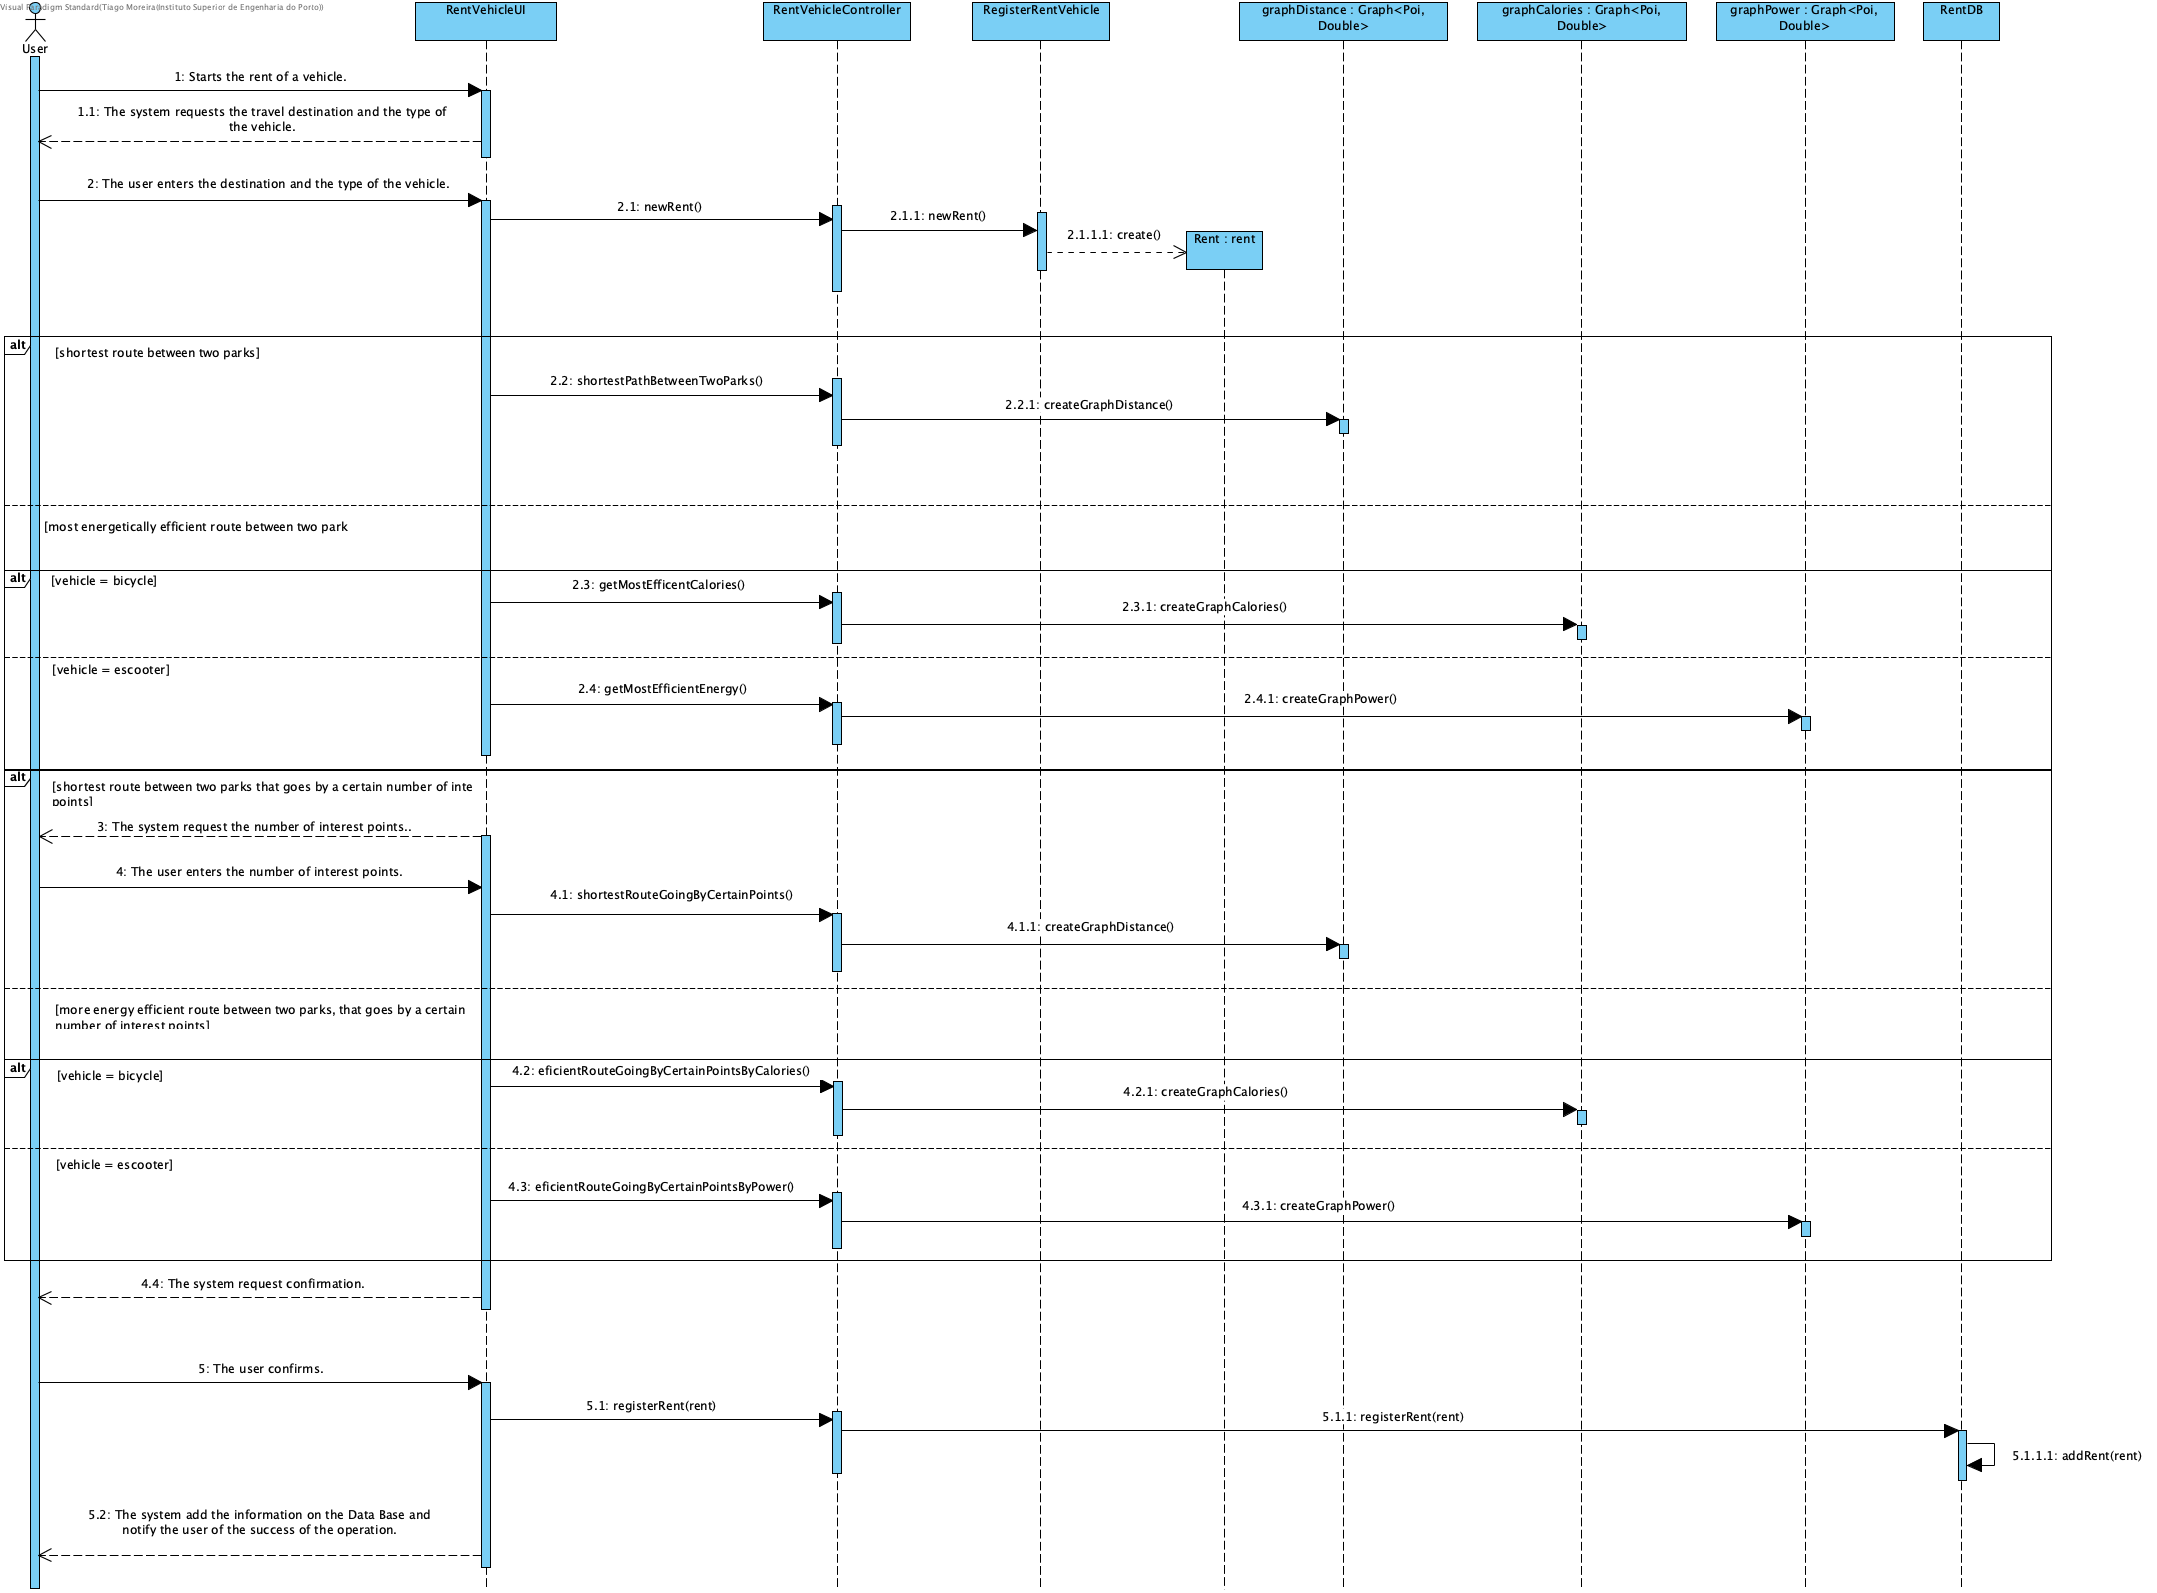 Visual Paradigm Standard(Tiago Moreira(Instituto Superior de Engenharia do Porto))
User
RentVehicleUI
RentVehicleController
RegisterRentVehicle
graphDistance : Graph<Poi,
Double>
graphCalories : Graph<Poi,
Double>
graphPower : Graph<Poi,
Double>
RentDB
1: Starts the rent of a vehicle.
1.1: The system requests the travel destination and the type of
the vehicle.
2: The user enters the destination and the type of the vehicle.
2.1: newRent()
2.1.1: newRent()
2.1.1.1: create()
Rent : rent
alt
[shortest route between two parks]
2.2: shortestPathBetweenTwoParks()
2.2.1: createGraphDistance()
[most energetically efficient route between two park
alt
[vehicle = bicycle]
2.3: getMostEfficentCalories()
2.3.1: createGraphCalories()
[vehicle = escooter]
2.4: getMostEfficientEnergy()
2.4.1: createGraphPower()
alt
[shortest route between two parks that goes by a certain number of inte
points]
3: The system request the number of interest points..
4: The user enters the number of interest points.
4.1: shortestRouteGoingByCertainPoints()
4.1.1: createGraphDistance()
[more energy efficient route between two parks, that goes by a certain
number of interest points]
alt
[vehicle = bicycle]
4.2: eficientRouteGoingByCertainPointsByCalories()
4.2.1: createGraphCalories()
[vehicle = escooter]
4.3: eficientRouteGoingByCertainPointsByPower()
4.3.1: createGraphPower()
4.4: The system request confirmation.
5: The user confirms.
5.1: registerRent(rent)
5.1.1: registerRent(rent)
5.1.1.1: addRent(rent)
5.2: The system add the information on the Data Base and
notify the user of the success of the operation.